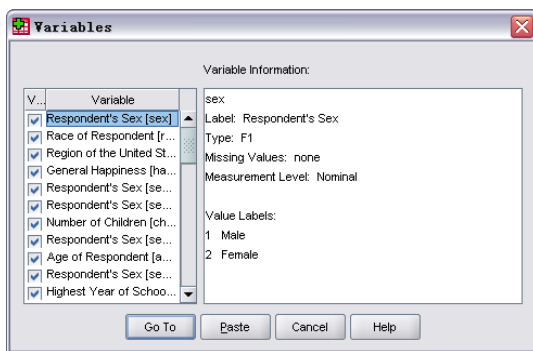 Variables
Variable Information:
V... Variable
Respondent's Sex [sex]
Race of Respondent [r...
Region of the United St...
General Happiness [ha...
Respondent's Sex [se...
Respondent's Sex [se...
Number of Children [ch...
Respondent's Sex [se...
Age of Respondent [a...
Respondent's Sex [se...
Highest Year of Schoo...
sex
Label: Respondent's Sex
Type: F1
Missing Values: none
Measurement Level: Nominal
Value Labels:
1 Male
2 Female
Go To Paste Cancel Help